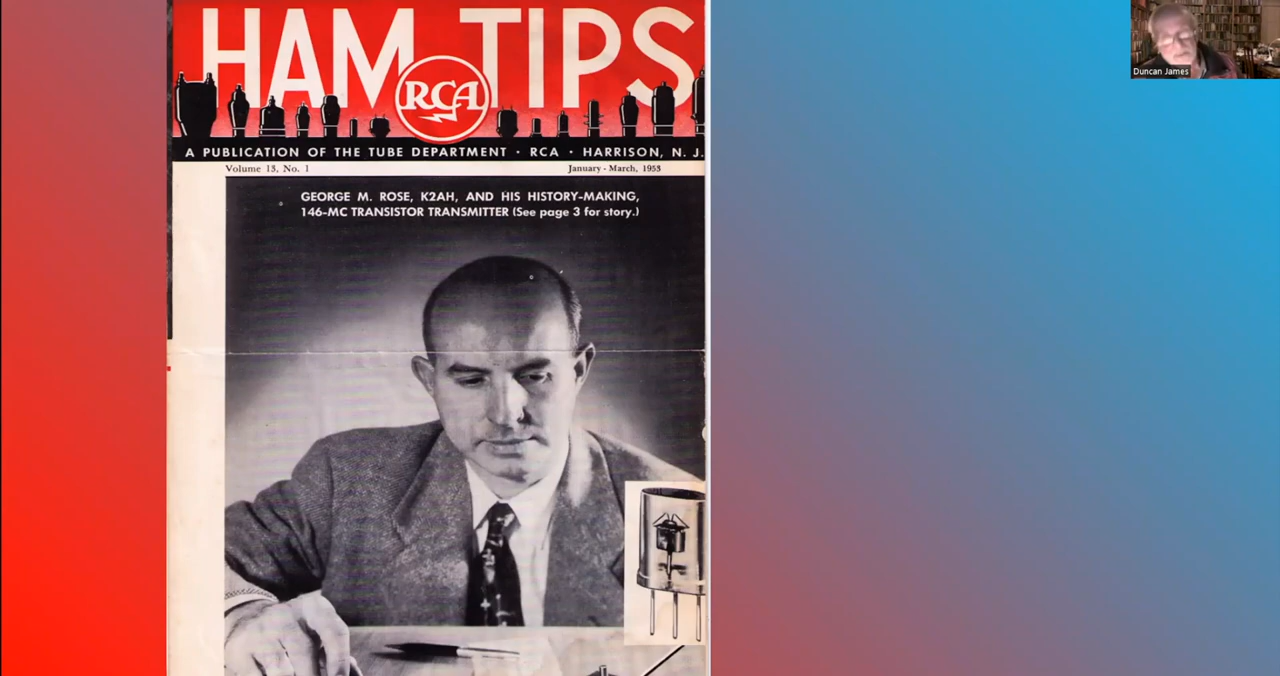 HAM TIPS
RCA
A PUBLICATION OF THE TUBE DEPARTMENT · RCA · HARRISON, N. J.
Volume 13, No. 1 January - March, 1953
GEORGE M. ROSE, K2AH, AND HIS HISTORY-MAKING,
146-MC TRANSISTOR TRANSMITTER (See page 3 for story.)
Duncan James